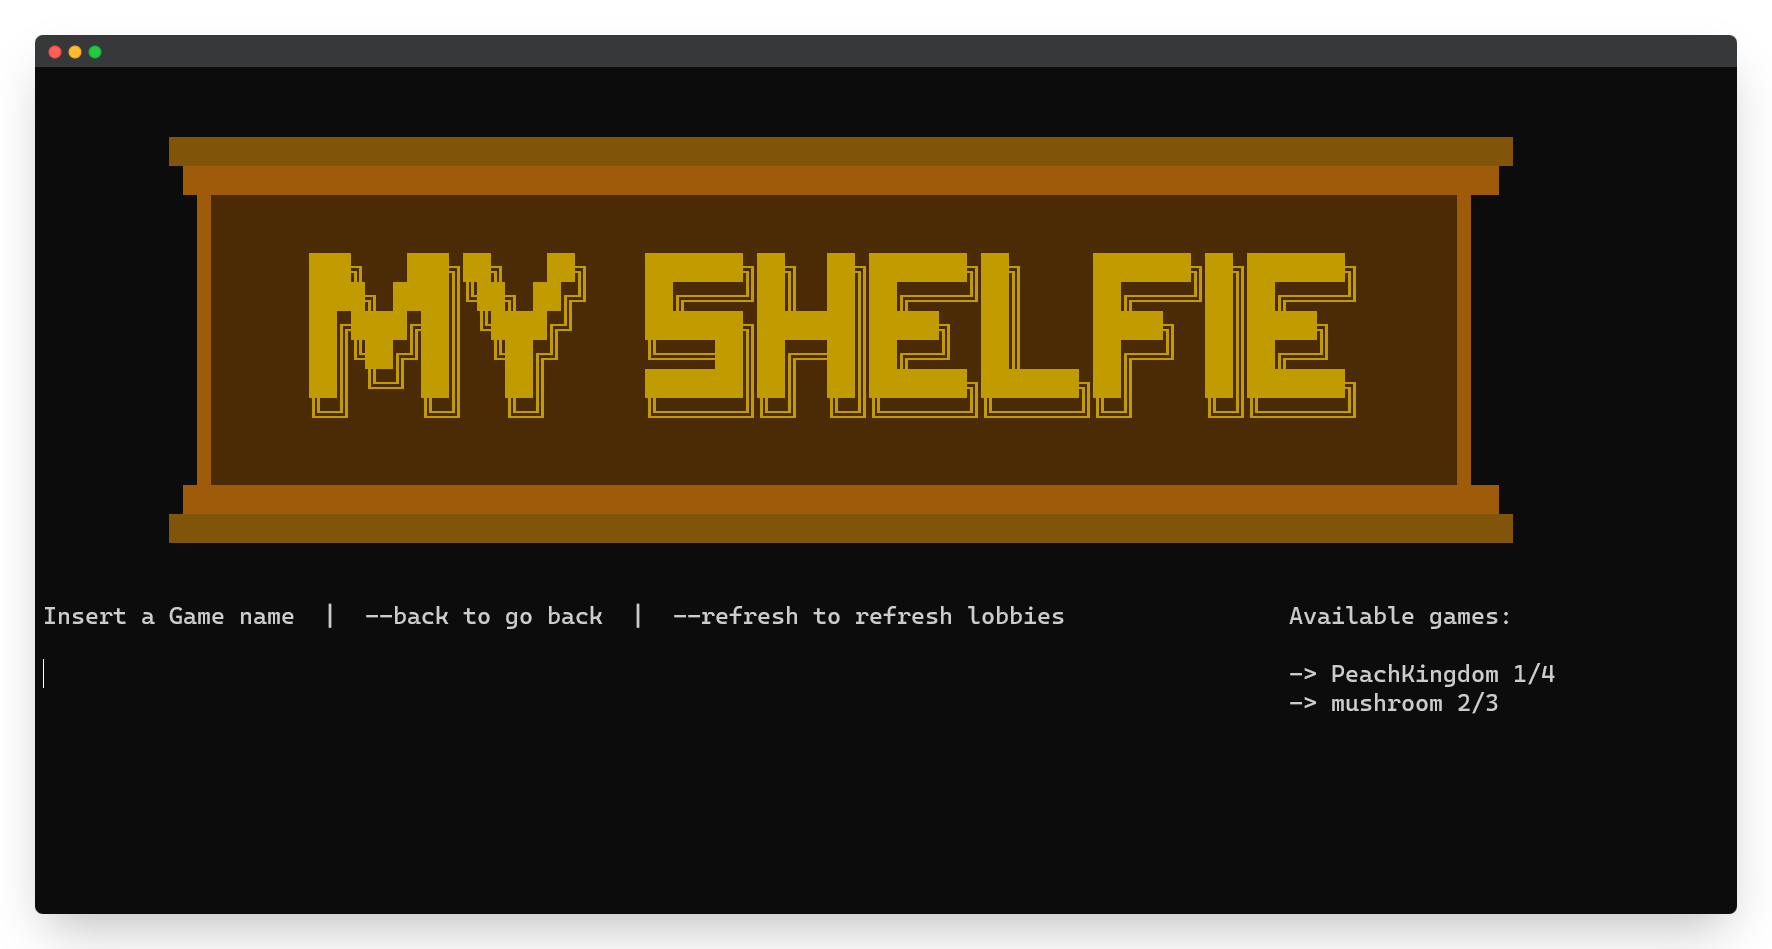 MY SHELFIE
Insert a Game name | --back to go back | --refresh to refresh lobbies
Available games:
-> PeachKingdom 1/4
-> mushroom 2/3